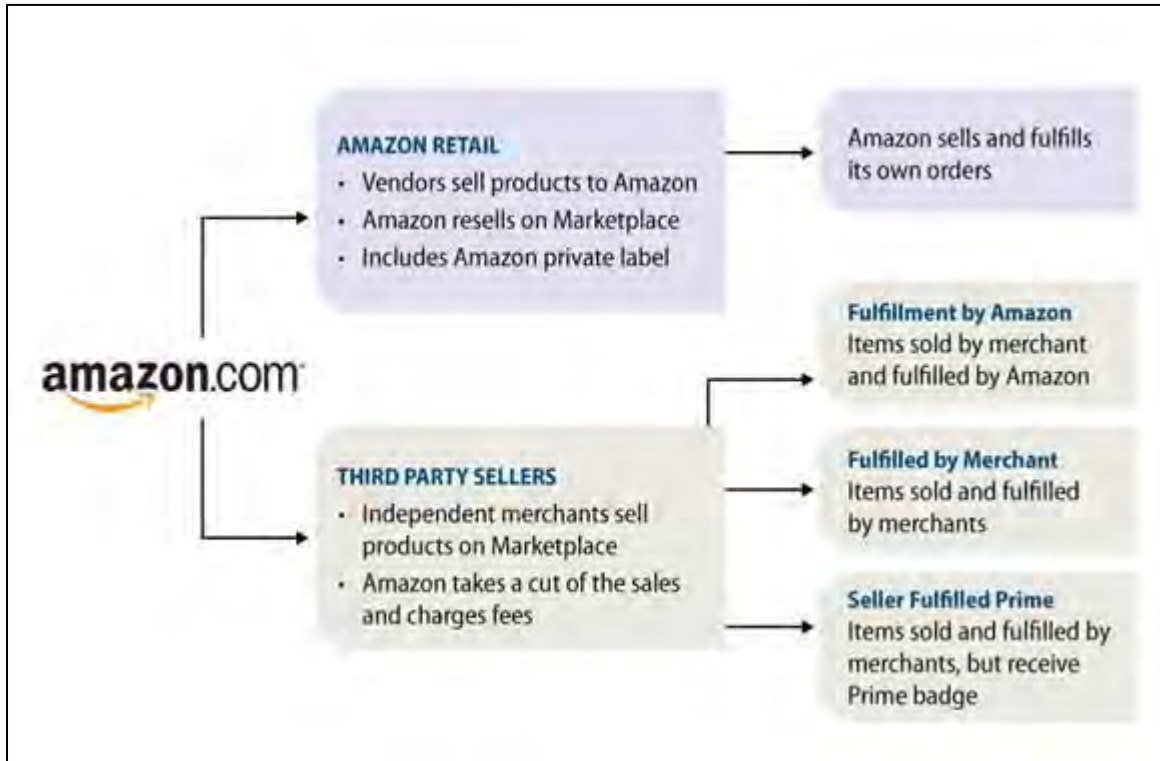 amazon.com
AMAZON RETAIL
• Vendors sell products to Amazon
• Amazon resells on Marketplace
• Includes Amazon private label
Amazon sells and fulfills
its own orders
THIRD PARTY SELLERS
• Independent merchants sell
products on Marketplace
• Amazon takes a cut of the sales
and charges fees
Fulfillment by Amazon
Items sold by merchant
and fulfilled by Amazon
Fulfilled by Merchant
Items sold and fulfilled
by merchants
Seller Fulfilled Prime
Items sold and fulfilled by
merchants, but receive
Prime badge